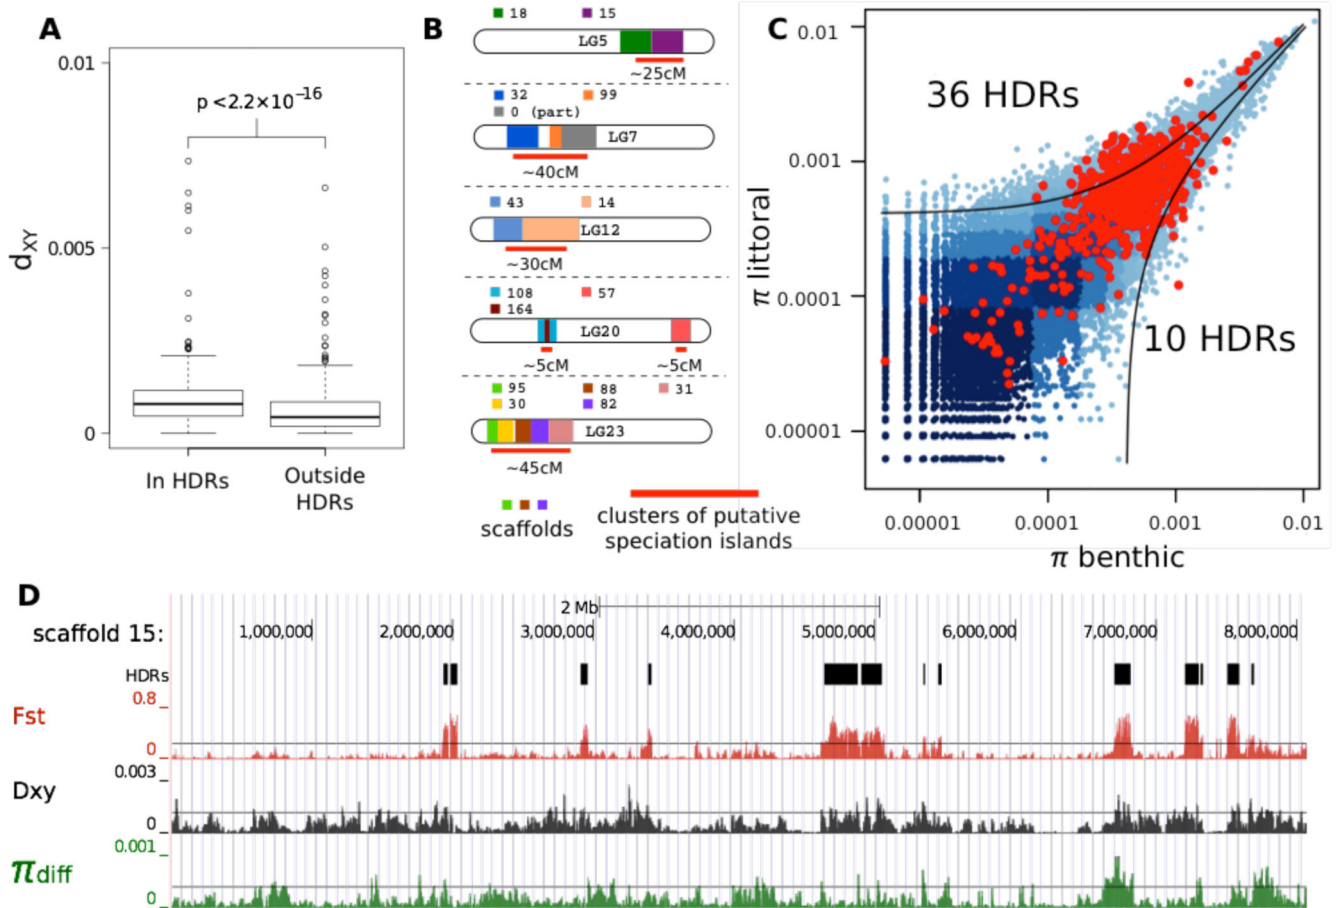 A
0.01
p <2.2×10−16
dXY
0.005
0
In HDRs
Outside
HDRs
B
18 15
LG5
~25cM
32 99
0 (part)
LG7
~40cM
43 14
LG12
~30cM
108 57
164
LG20
~5cM ~5cM
95 88 31
30 82
LG23
~45cM
scaffolds
clusters of putative
speciation islands
C
0.01
36 HDRs
0.001
π littoral
0.0001
10 HDRs
0.00001
0.00001 0.0001 0.001 0.01
π benthic
D
2 Mb
scaffold 15: 1,000,000 2,000,000 3,000,000 4,000,000 5,000,000 6,000,000 7,000,000 8,000,000
HDRs
0.8
Fst
0
0.003
Dxy
0
0.001
πdiff
0